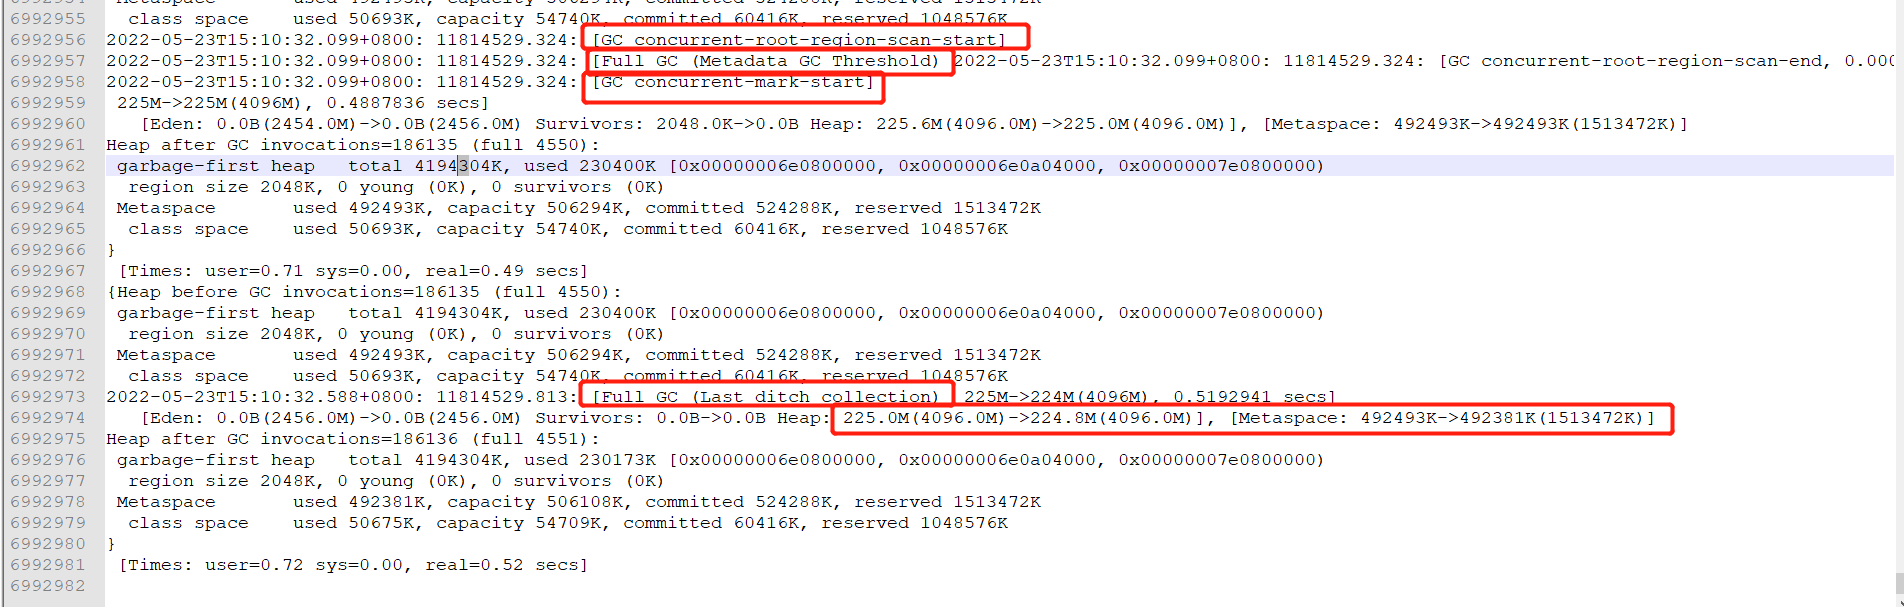 6992955 class space used 50693K, capacity 54740K, committed 60416K, reserved 1048576K
6992956 2022-05-23T15:10:32.099+0800: 11814529.324: [GC concurrent-root-region-scan-start]
6992957 2022-05-23T15:10:32.099+0800: 11814529.324: [Full GC (Metadata GC Threshold) 2022-05-23T15:10:32.099+0800: 11814529.324: [GC concurrent-root-region-scan-end, 0.000
6992958 2022-05-23T15:10:32.099+0800: 11814529.324: [GC concurrent-mark-start]
6992959 225M->225M(4096M), 0.4887836 secs]
6992960 [Eden: 0.0B(2454.0M)->0.0B(2456.0M) Survivors: 2048.0K->0.0B Heap: 225.6M(4096.0M)->225.0M(4096.0M)], [Metaspace: 492493K->492493K(1513472K)]
6992961 Heap after GC invocations=186135 (full 4550):
6992962 garbage-first heap total 4194304K, used 230400K [0x00000006e0800000, 0x00000006e0a04000, 0x00000007e0800000)
6992963 region size 2048K, 0 young (0K), 0 survivors (0K)
6992964 Metaspace used 492493K, capacity 506294K, committed 524288K, reserved 1513472K
6992965 class space used 50693K, capacity 54740K, committed 60416K, reserved 1048576K
6992966 }
6992967 [Times: user=0.71 sys=0.00, real=0.49 secs]
6992968 {Heap before GC invocations=186135 (full 4550):
6992969 garbage-first heap total 4194304K, used 230400K [0x00000006e0800000, 0x00000006e0a04000, 0x00000007e0800000)
6992970 region size 2048K, 0 young (0K), 0 survivors (0K)
6992971 Metaspace used 492493K, capacity 506294K, committed 524288K, reserved 1513472K
6992972 class space used 50693K, capacity 54740K, committed 60416K, reserved 1048576K
6992973 2022-05-23T15:10:32.588+0800: 11814529.813: [Full GC (Last ditch collection) 225M->224M(4096M), 0.5192941 secs]
6992974 [Eden: 0.0B(2456.0M)->0.0B(2456.0M) Survivors: 0.0B->0.0B Heap: 225.0M(4096.0M)->224.8M(4096.0M)], [Metaspace: 492493K->492381K(1513472K)]
6992975 Heap after GC invocations=186136 (full 4551):
6992976 garbage-first heap total 4194304K, used 230173K [0x00000006e0800000, 0x00000006e0a04000, 0x00000007e0800000)
6992977 region size 2048K, 0 young (0K), 0 survivors (0K)
6992978 Metaspace used 492381K, capacity 506108K, committed 524288K, reserved 1513472K
6992979 class space used 50675K, capacity 54709K, committed 60416K, reserved 1048576K
6992980 }
6992981 [Times: user=0.72 sys=0.00, real=0.52 secs]
6992982